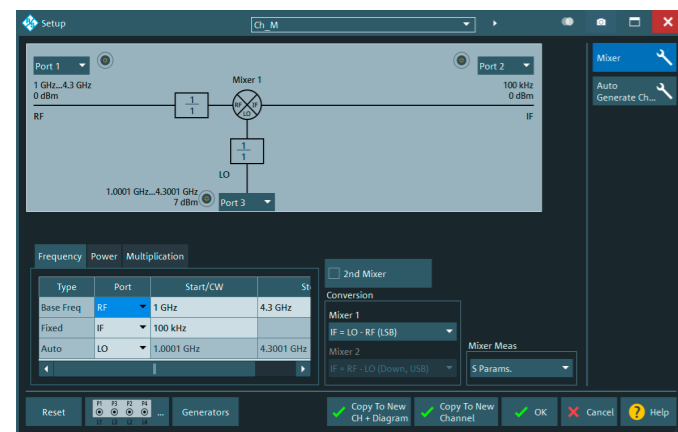 Setup
Ch_M
Port 1
1 GHz...4.3 GHz
0 dBm
RF
1
1
Mixer 1
RF IF
LO
Port 2
100 kHz
0 dBm
IF
1
1
LO
1.0001 GHz...4.3001 GHz
7 dBm
Port 3
Mixer
Auto
Generate Ch...
Frequency Power Multiplication
Type Port Start/CW St
Base Freq RF 1 GHz 4.3 GHz
Fixed IF 100 kHz
Auto LO 1.0001 GHz 4.3001 GHz
2nd Mixer
Conversion
Mixer 1
IF = LO - RF (LSB)
Mixer 2
IF = RF - LO (Down, USB)
Mixer Meas
S Params.
Reset
P1 P3 P2 P4
...
Generators
Copy To New
CH + Diagram
Copy To New
Channel
OK
Cancel
? Help